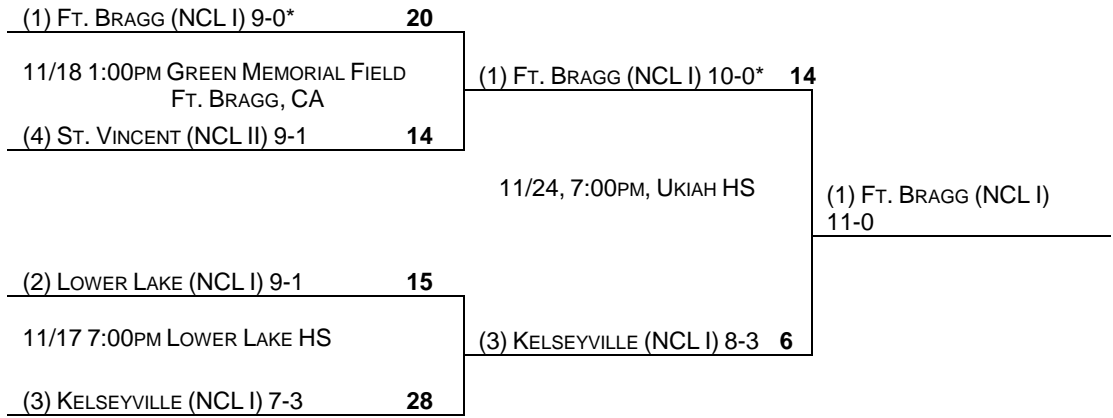 (1) Ft. Bragg (NCL I) 9-0* 20
11/18 1:00pm Green Memorial Field
Ft. Bragg, CA
(4) St. Vincent (NCL II) 9-1 14
(1) Ft. Bragg (NCL I) 10-0* 14
11/24, 7:00pm, Ukiah HS
(1) Ft. Bragg (NCL I)
11-0
(2) Lower Lake (NCL I) 9-1 15
11/17 7:00pm Lower Lake HS
(3) Kelseyville (NCL I) 7-3 28
(3) Kelseyville (NCL I) 8-3 6